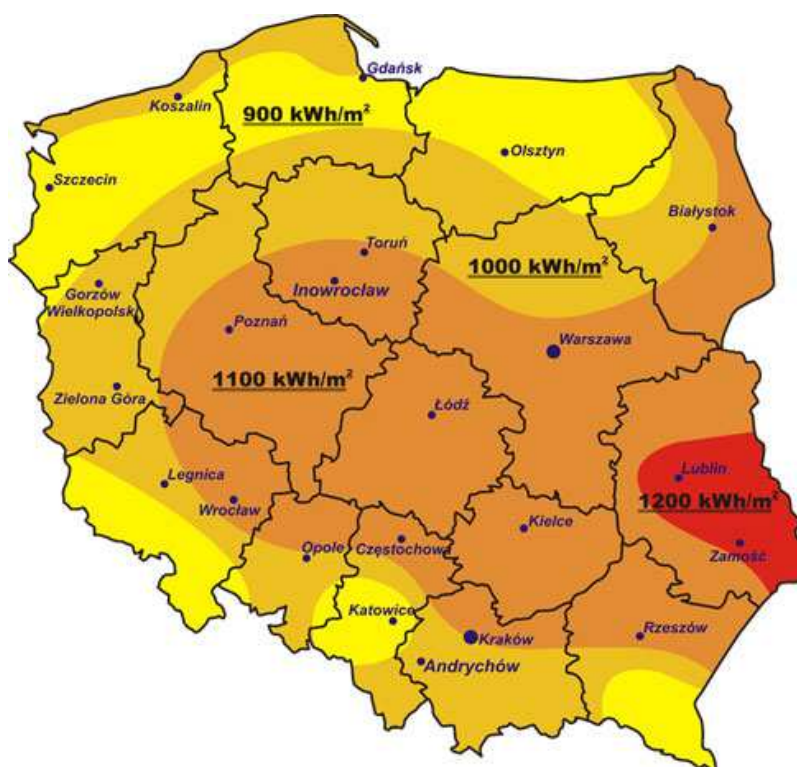 Gdańsk
Koszalin
900 kWh/m²
Olsztyn
Szczecin
Białystok
Toruń
1000 kWh/m²
Gorzów
Wielkopolsk
Inowrocław
Poznań
Warszawa
1100 kWh/m²
Zielona Góra
Łódź
Legnica
Lublin
Wrocław
1200 kWh/m²
Kielce
Opole
Częstochowa
Zamość
Katowice
Kraków
Rzeszów
Andrychów